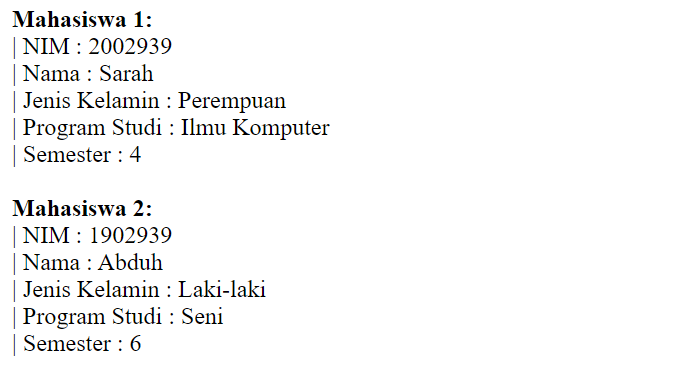 Mahasiswa 1:
| NIM : 2002939
| Nama : Sarah
| Jenis Kelamin : Perempuan
| Program Studi : Ilmu Komputer
| Semester : 4
Mahasiswa 2:
| NIM : 1902939
| Nama : Abduh
| Jenis Kelamin : Laki-laki
| Program Studi : Seni
| Semester : 6